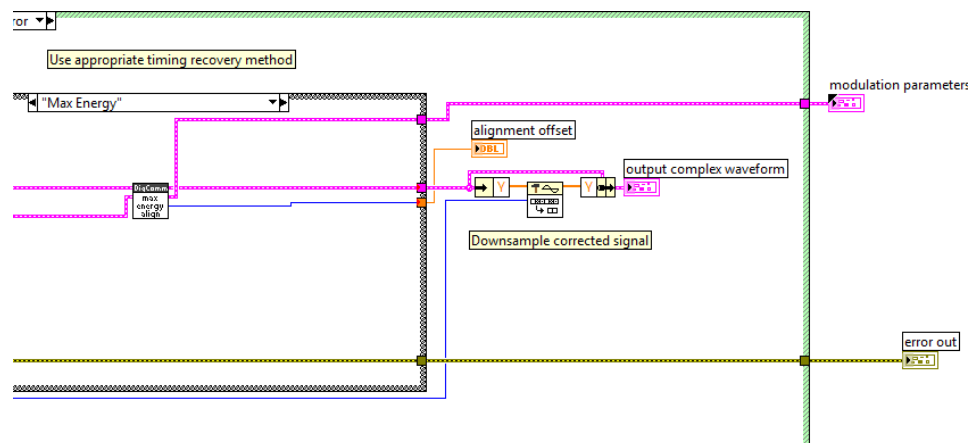 ror
Use appropriate timing recovery method
"Max Energy"
modulation parameters
alignment offset
DBL
output complex waveform
DigComm
max
energy
align
Y
Y
Downsample corrected signal
error out